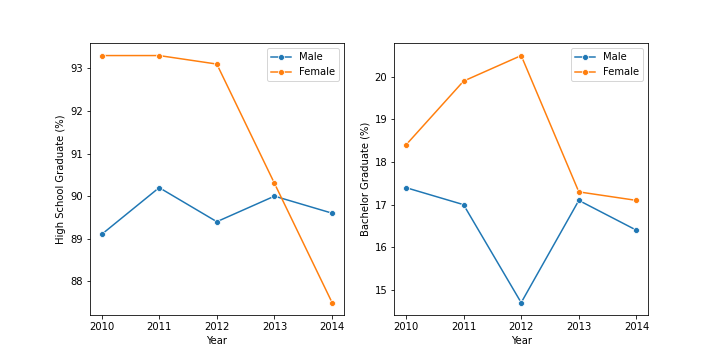 High School Graduate (%)
93
92
91
90
89
88
2010 2011 2012 2013 2014
Year
Male
Female
Bachelor Graduate (%)
20
19
18
17
16
15
2010 2011 2012 2013 2014
Year
Male
Female